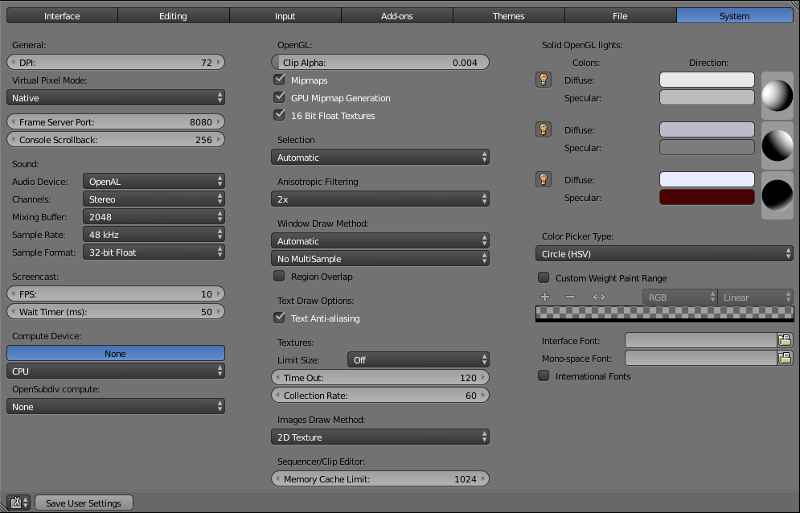 Interface Editing Input Add-ons Themes File System
General:
DPI: 72
Virtual Pixel Mode:
Native
Frame Server Port: 8080
Console Scrollback: 256
Sound:
Audio Device: OpenAL
Channels: Stereo
Mixing Buffer: 2048
Sample Rate: 48 kHz
Sample Format: 32-bit Float
Screencast:
FPS: 10
Wait Timer (ms): 50
Compute Device:
None
CPU
OpenSubdiv compute:
None
OpenGL:
Clip Alpha: 0.004
Mipmaps
GPU Mipmap Generation
16 Bit Float Textures
Selection
Automatic
Anisotropic Filtering
2x
Window Draw Method:
Automatic
No MultiSample
Region Overlap
Text Draw Options:
Text Anti-aliasing
Textures:
Limit Size: Off
Time Out: 120
Collection Rate: 60
Images Draw Method:
2D Texture
Sequencer/Clip Editor:
Memory Cache Limit: 1024
Solid OpenGL lights:
Colors: Direction:
Diffuse:
Specular:
Diffuse:
Specular:
Diffuse:
Specular:
Color Picker Type:
Circle (HSV)
Custom Weight Paint Range
RGB Linear
Interface Font:
Mono-space Font:
International Fonts
Save User Settings